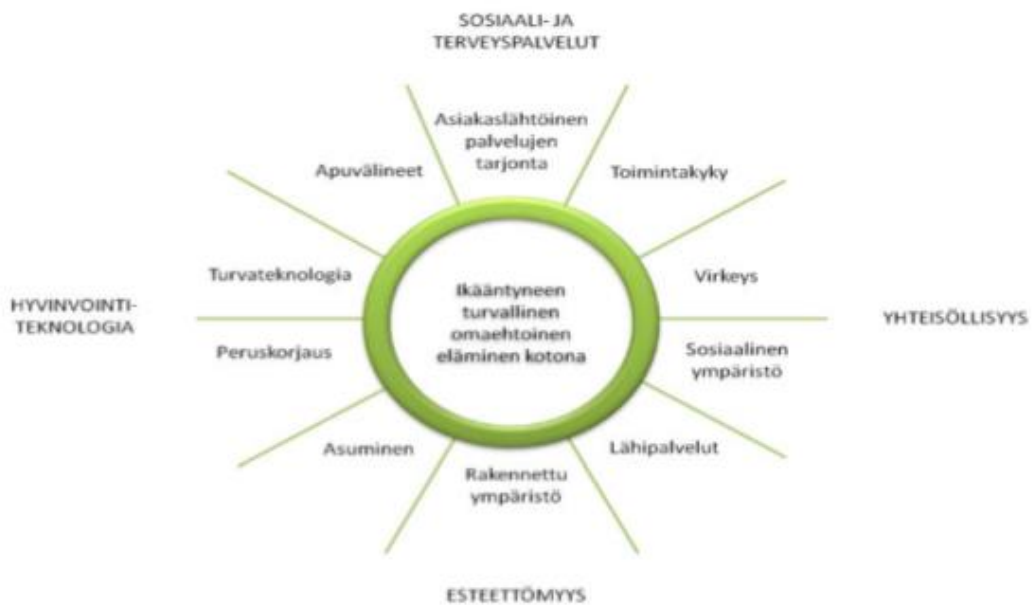 SOSIAALI- JA
TERVEYSPALVELUT
Asiakaslähtöinen
palvelujen
tarjonta
Apuvälineet
Toimintakyky
Turvateknologia
Virkeys
HYVINVOINTI-
TEKNOLOGIA
Ikääntyneen
turvallinen
omaehtoinen
eläminen kotona
YHTEISÖLLISYYS
Peruskorjaus
Sosiaalinen
ympäristö
Asuminen
Lähipalvelut
Rakennettu
ympäristö
ESTEETTÖMYYS